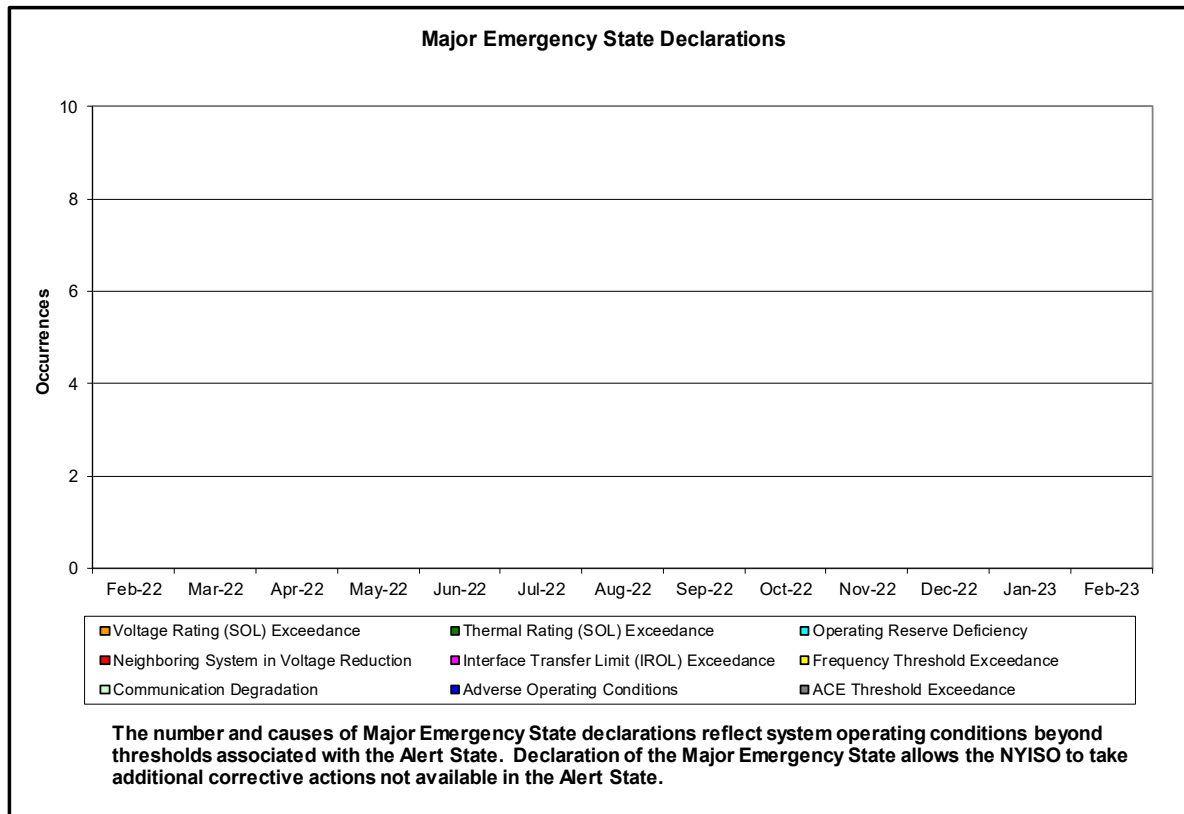 Major Emergency State Declarations
10
8
6
4
2
0
Occurrences
Feb-22 Mar-22 Apr-22 May-22 Jun-22 Jul-22 Aug-22 Sep-22 Oct-22 Nov-22 Dec-22 Jan-23 Feb-23
Voltage Rating (SOL) Exceedance Thermal Rating (SOL) Exceedance Operating Reserve Deficiency
Neighboring System in Voltage Reduction Interface Transfer Limit (IROL) Exceedance Frequency Threshold Exceedance
Communication Degradation Adverse Operating Conditions ACE Threshold Exceedance
The number and causes of Major Emergency State declarations reflect system operating conditions beyond
thresholds associated with the Alert State. Declaration of the Major Emergency State allows the NYISO to take
additional corrective actions not available in the Alert State.